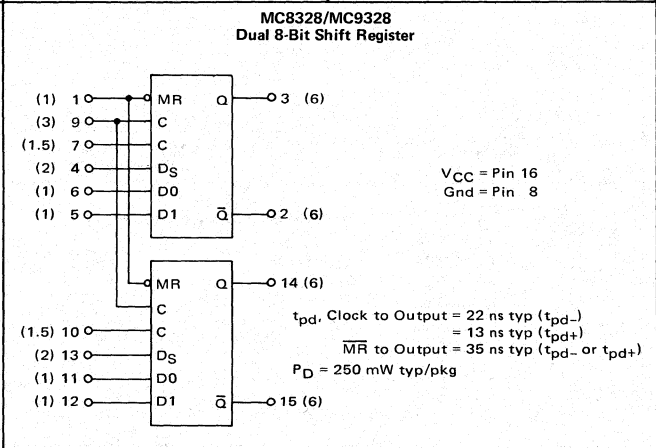 MC8328/MC9328
Dual 8-Bit Shift Register
(1) 1 MR Q 3 (6)
(3) 9 C
(1.5) 7 C
(2) 4 DS
(1) 6 D0
(1) 5 D1 Q̅ 2 (6)
VCC = Pin 16
Gnd = Pin 8
MR Q 14 (6)
C
(1.5) 10 C
(2) 13 DS
(1) 11 D0
(1) 12 D1 Q̅ 15 (6)
tpd, Clock to Output = 22 ns typ (tpd–)
= 13 ns typ (tpd+)
M̅R̅ to Output = 35 ns typ (tpd– or tpd+)
PD = 250 mW typ/pkg